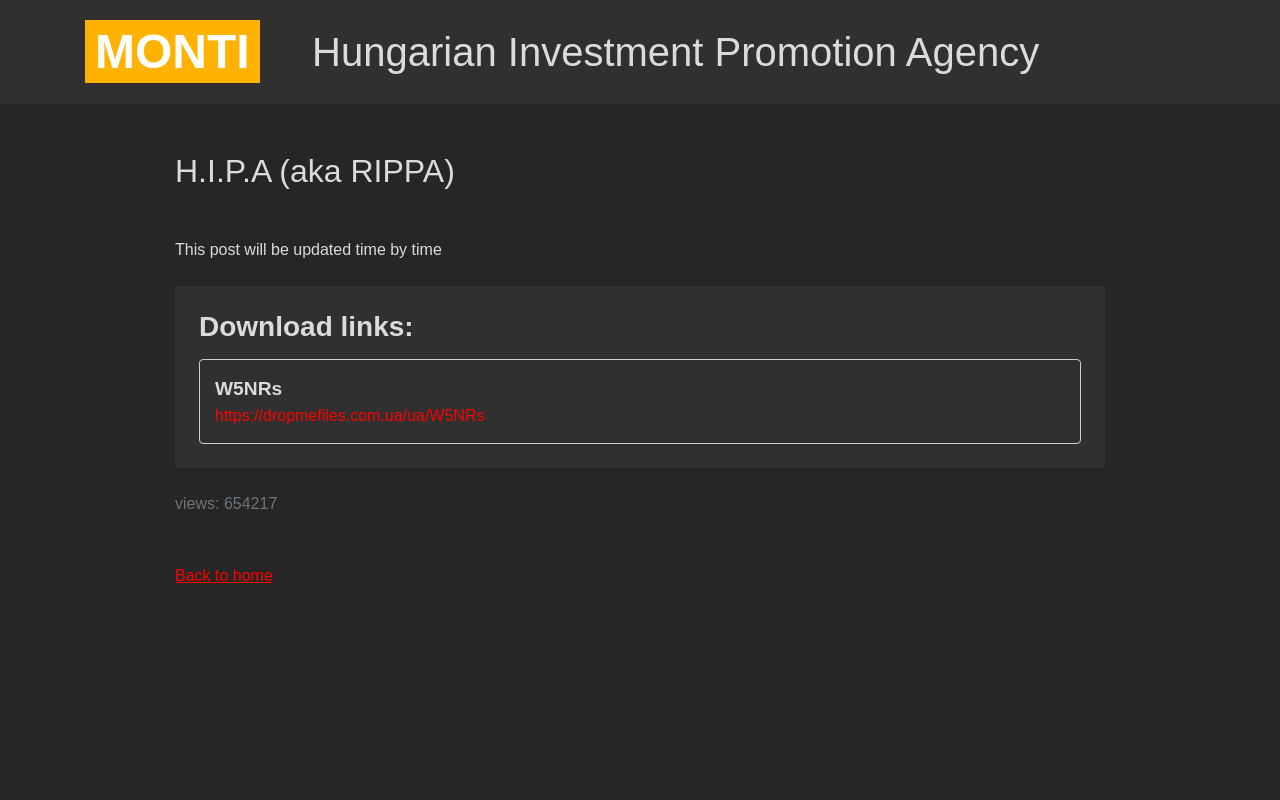 MONTI
Hungarian Investment Promotion Agency
H.I.P.A (aka RIPPA)
This post will be updated time by time
Download links:
W5NRs
https://dropmefiles.com.ua/ua/W5NRs
views: 654217
Back to home